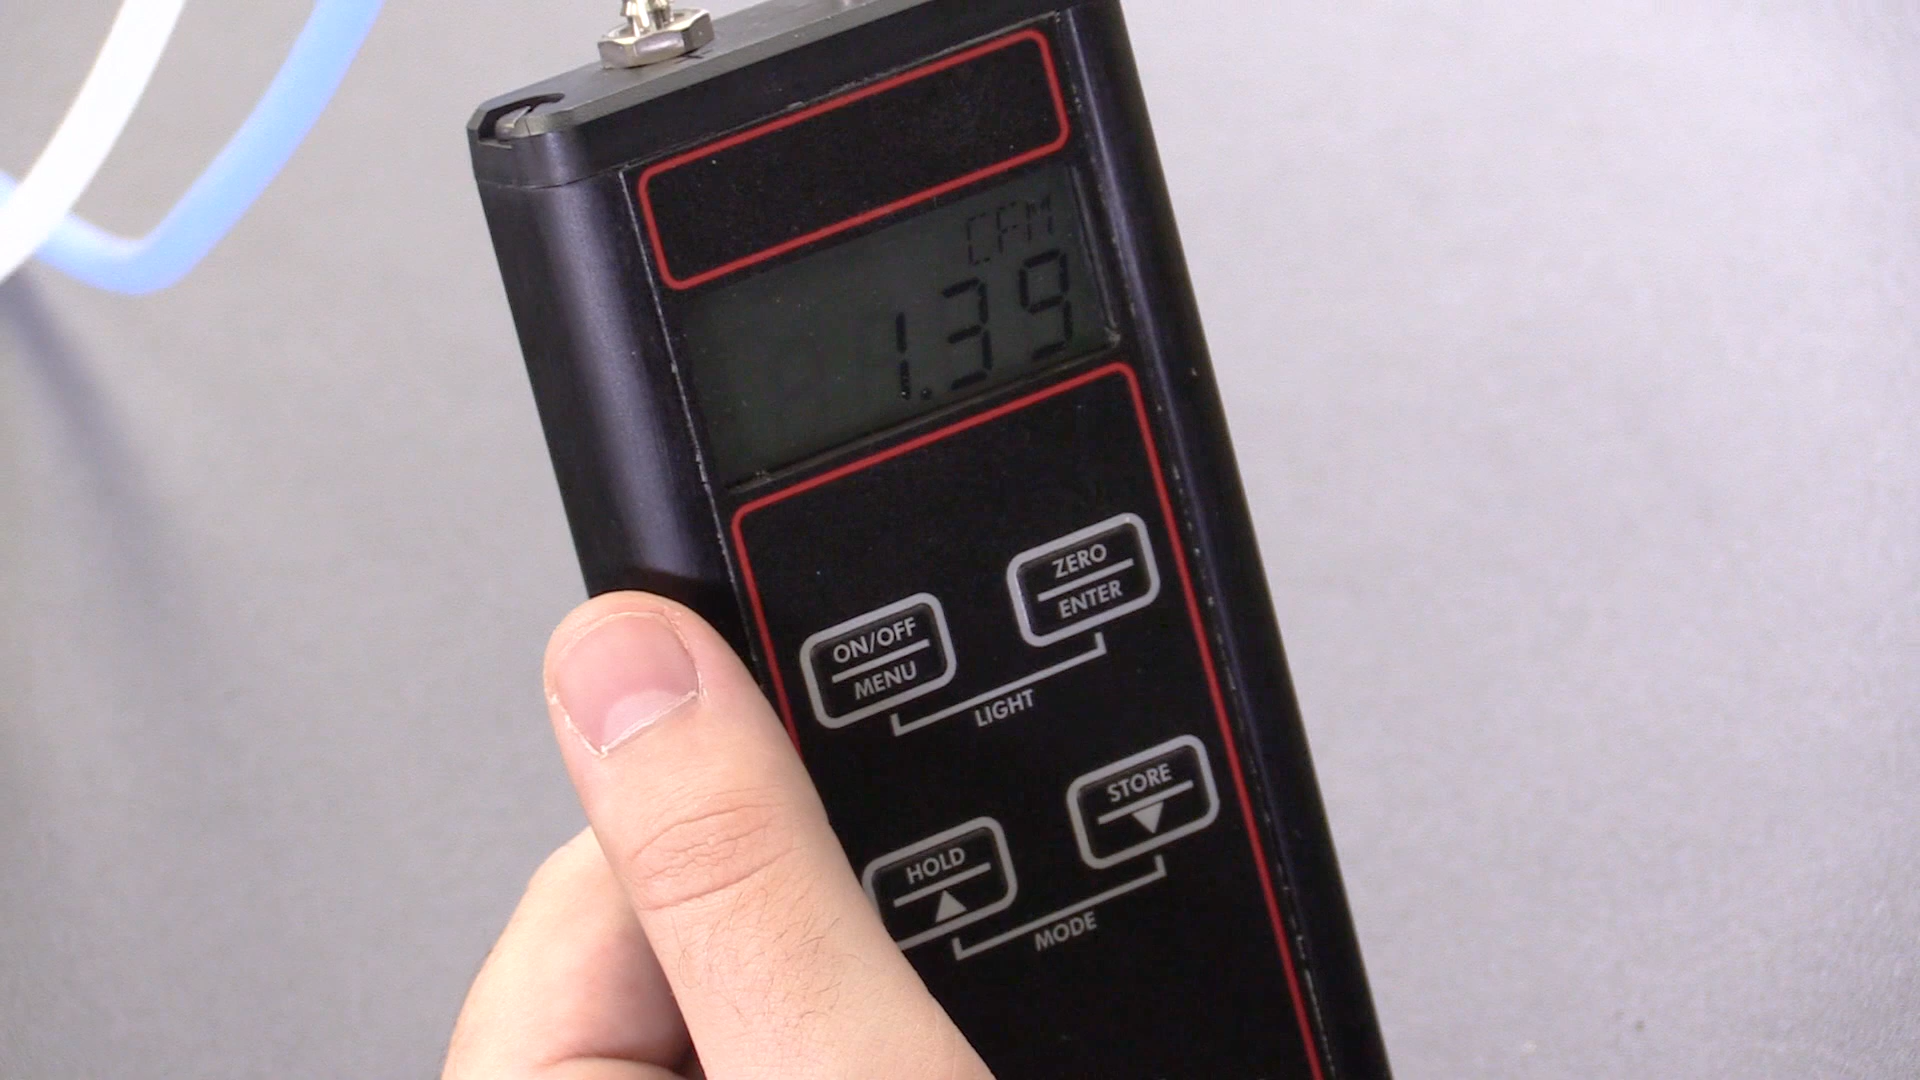 CFM
1.39
ZERO
ENTER
ON/OFF
MENU
LIGHT
STORE
▼
HOLD
▲
MODE